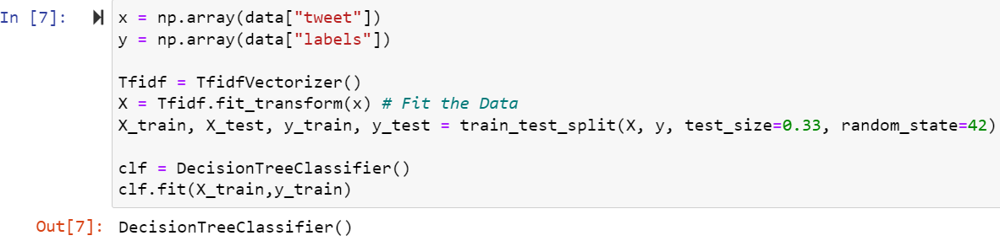 In [7]:
x = np.array(data["tweet"])
y = np.array(data["labels"])
Tfidf = TfidfVectorizer()
X = Tfidf.fit_transform(x) # Fit the Data
X_train, X_test, y_train, y_test = train_test_split(X, y, test_size=0.33, random_state=42)
clf = DecisionTreeClassifier()
clf.fit(X_train,y_train)
Out[7]: DecisionTreeClassifier()